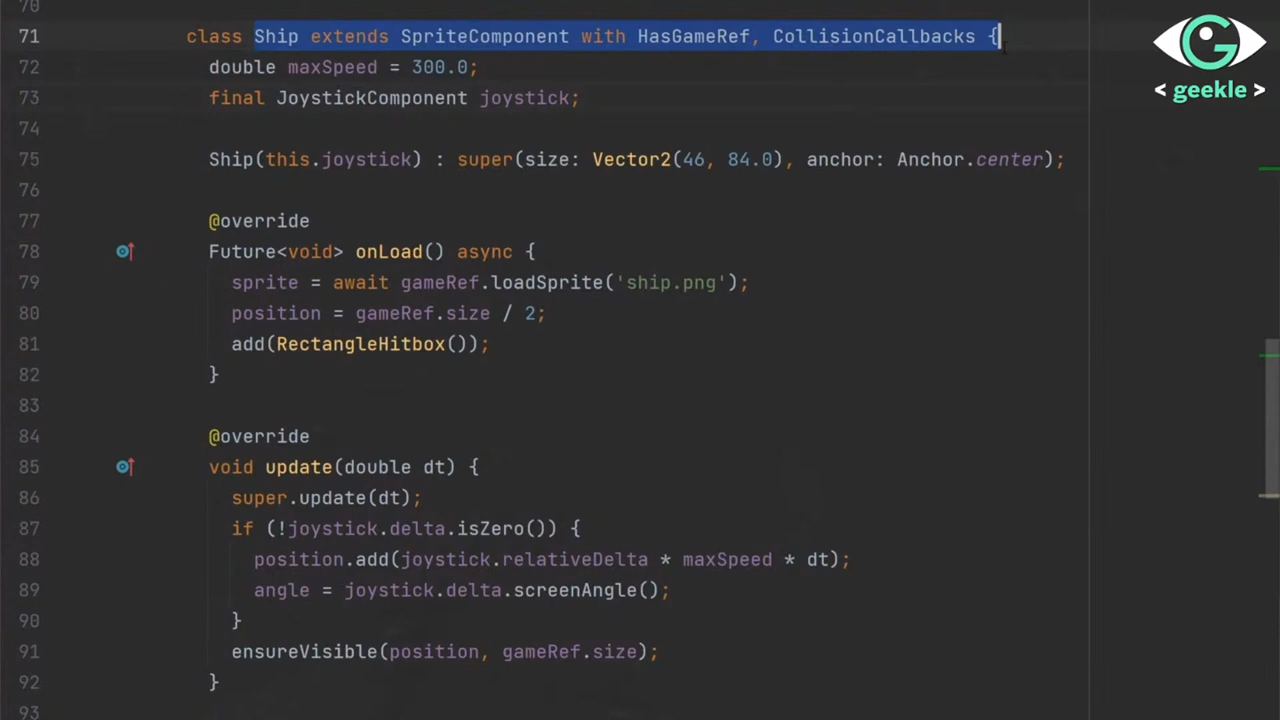 70
71 class Ship extends SpriteComponent with HasGameRef, CollisionCallbacks {
72 double maxSpeed = 300.0;
73 final JoystickComponent joystick;
74
75 Ship(this.joystick) : super(size: Vector2(46, 84.0), anchor: Anchor.center);
76
77 @override
78 Future<void> onLoad() async {
79 sprite = await gameRef.loadSprite('ship.png');
80 position = gameRef.size / 2;
81 add(RectangleHitbox());
82 }
83
84 @override
85 void update(double dt) {
86 super.update(dt);
87 if (!joystick.delta.isZero()) {
88 position.add(joystick.relativeDelta * maxSpeed * dt);
89 angle = joystick.delta.screenAngle();
90 }
91 ensureVisible(position, gameRef.size);
92 }
93
< geekle >